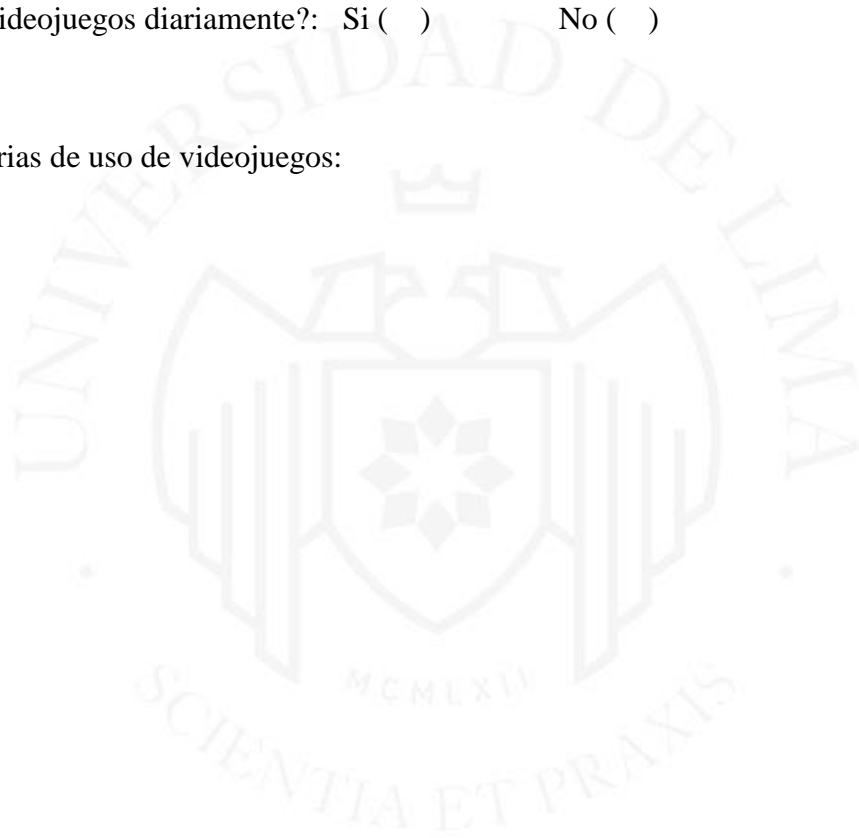 ideojuegos diariamente?: Si ( ) No ( )
rias de uso de videojuegos:
UNIVERSIDAD DE LIMA
MCMLXII
SCIENTIA ET PRAXIS